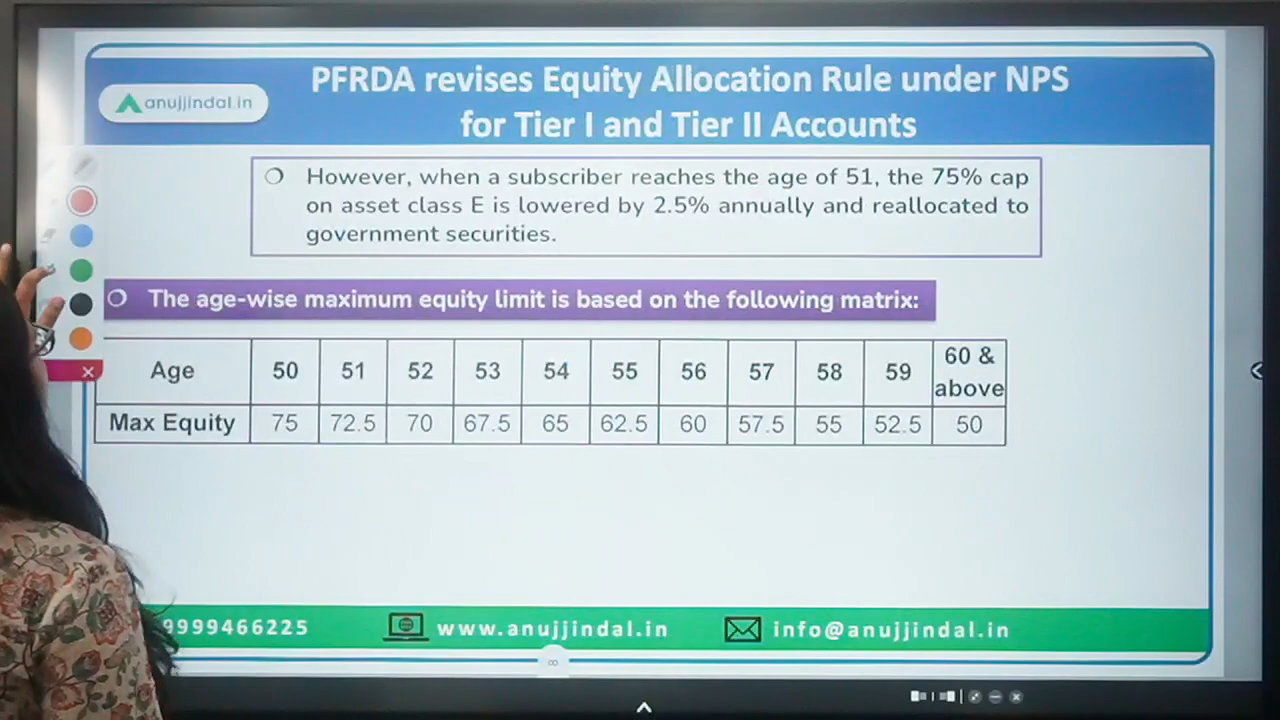 anujjindal.in
PFRDA revises Equity Allocation Rule under NPS
for Tier I and Tier II Accounts
However, when a subscriber reaches the age of 51, the 75% cap
on asset class E is lowered by 2.5% annually and reallocated to
government securities.
The age-wise maximum equity limit is based on the following matrix:
Age 50 51 52 53 54 55 56 57 58 59 60 & above
Max Equity 75 72.5 70 67.5 65 62.5 60 57.5 55 52.5 50
9999466225 www.anujjindal.in info@anujjindal.in